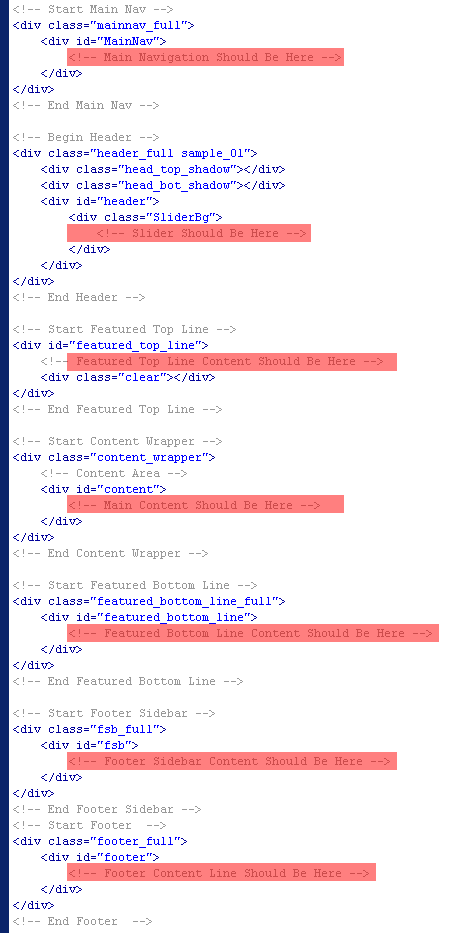 <!-- Start Main Nav -->
<div class="mainnav_full">
<div id="MainNav">
<!-- Main Navigation Should Be Here -->
</div>
</div>
<!-- End Main Nav -->
<!-- Begin Header -->
<div class="header_full sample_01">
<div class="head_top_shadow"></div>
<div class="head_bot_shadow"></div>
<div id="header">
<div class="SliderBg">
<!-- Slider Should Be Here -->
</div>
</div>
</div>
<!-- End Header -->
<!-- Start Featured Top Line -->
<div id="featured_top_line">
<!-- Featured Top Line Content Should Be Here -->
<div class="clear"></div>
</div>
<!-- End Featured Top Line -->
<!-- Start Content Wrapper -->
<div class="content_wrapper">
<!-- Content Area -->
<div id="content">
<!-- Main Content Should Be Here -->
</div>
</div>
<!-- End Content Wrapper -->
<!-- Start Featured Bottom Line -->
<div class="featured_bottom_line_full">
<div id="featured_bottom_line">
<!-- Featured Bottom Line Content Should Be Here -->
</div>
</div>
<!-- End Featured Bottom Line -->
<!-- Start Footer Sidebar -->
<div class="fsb_full">
<div id="fsb">
<!-- Footer Sidebar Content Should Be Here -->
</div>
</div>
<!-- End Footer Sidebar -->
<!-- Start Footer  -->
<div class="footer_full">
<div id="footer">
<!-- Footer Content Line Should Be Here -->
</div>
</div>
<!-- End Footer  -->